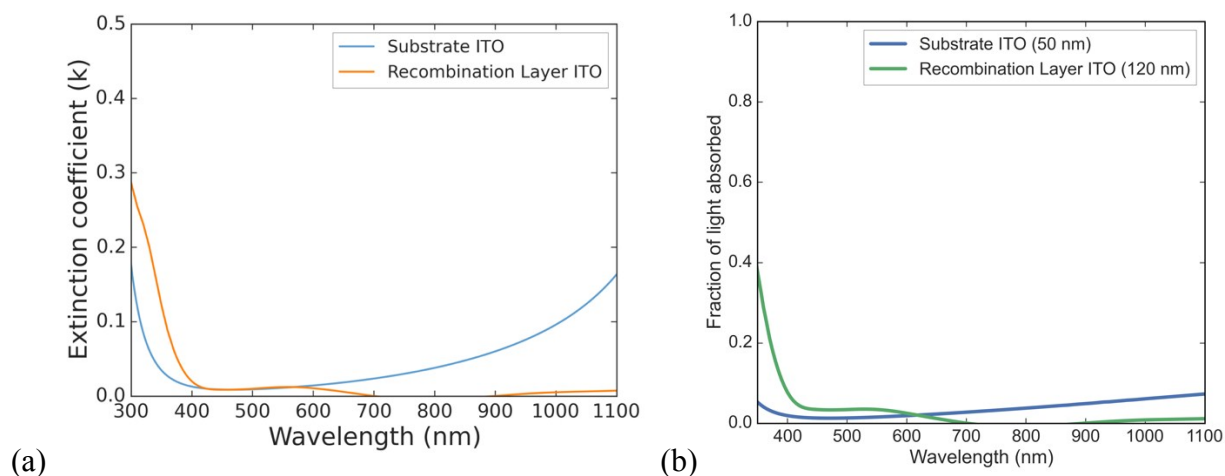 0.5
0.4
0.3
0.2
0.1
0.0
Extinction coefficient (k)
Substrate ITO
Recombination Layer ITO
300 400 500 600 700 800 900 1000 1100
Wavelength (nm)
(a)
1.0
0.8
0.6
0.4
0.2
0.0
Fraction of light absorbed
Substrate ITO (50 nm)
Recombination Layer ITO (120 nm)
400 500 600 700 800 900 1000 1100
Wavelength (nm)
(b)